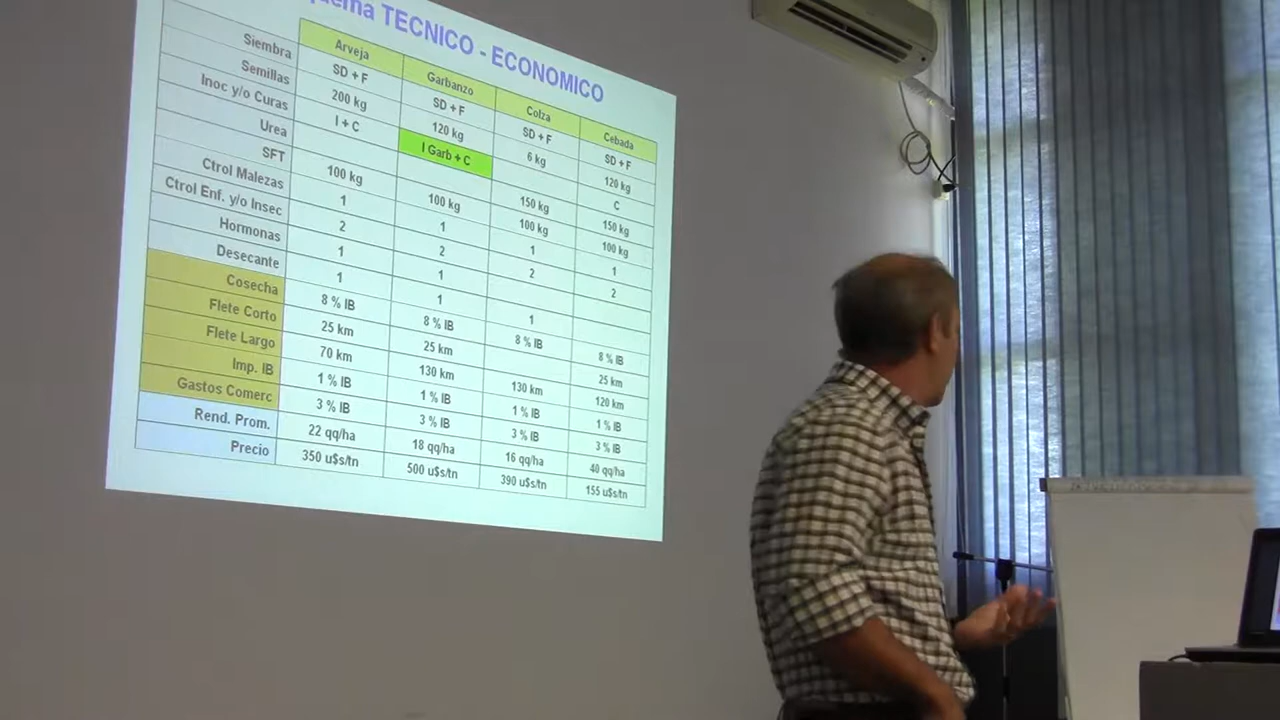 uema TECNICO - ECONOMICO
Arveja Garbanzo Colza Cebada
Siembra SD + F SD + F SD + F SD + F
Semillas 200 kg 120 kg 6 kg 120 kg
Inoc y/o Curas I + C I Garb + C C
Urea 150 kg 150 kg
SFT 100 kg 100 kg 100 kg 100 kg
Ctrol Malezas 1 1 1 1
Ctrol Enf. y/o Insec 2 2 2 2
Hormonas 1 1
Desecante 1 1 1
Cosecha 8 % IB 8 % IB 8 % IB 8 % IB
Flete Corto 25 km 25 km 25 km
Flete Largo 70 km 130 km 130 km 120 km
Imp. IB 1 % IB 1 % IB 1 % IB 1 % IB
Gastos Comerc 3 % IB 3 % IB 3 % IB 3 % IB
Rend. Prom. 22 qq/ha 18 qq/ha 16 qq/ha 40 qq/ha
Precio 350 u$s/tn 500 u$s/tn 390 u$s/tn 155 u$s/tn